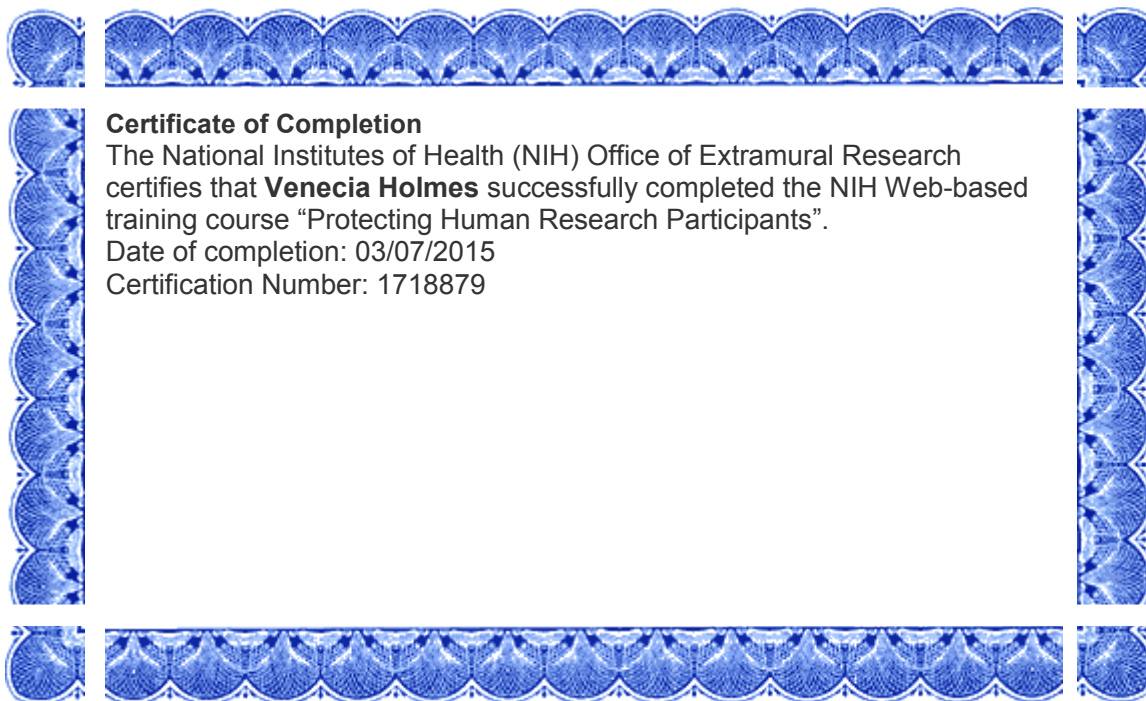 Certificate of Completion
The National Institutes of Health (NIH) Office of Extramural Research
certifies that Venecia Holmes successfully completed the NIH Web-based
training course “Protecting Human Research Participants”.
Date of completion: 03/07/2015
Certification Number: 1718879